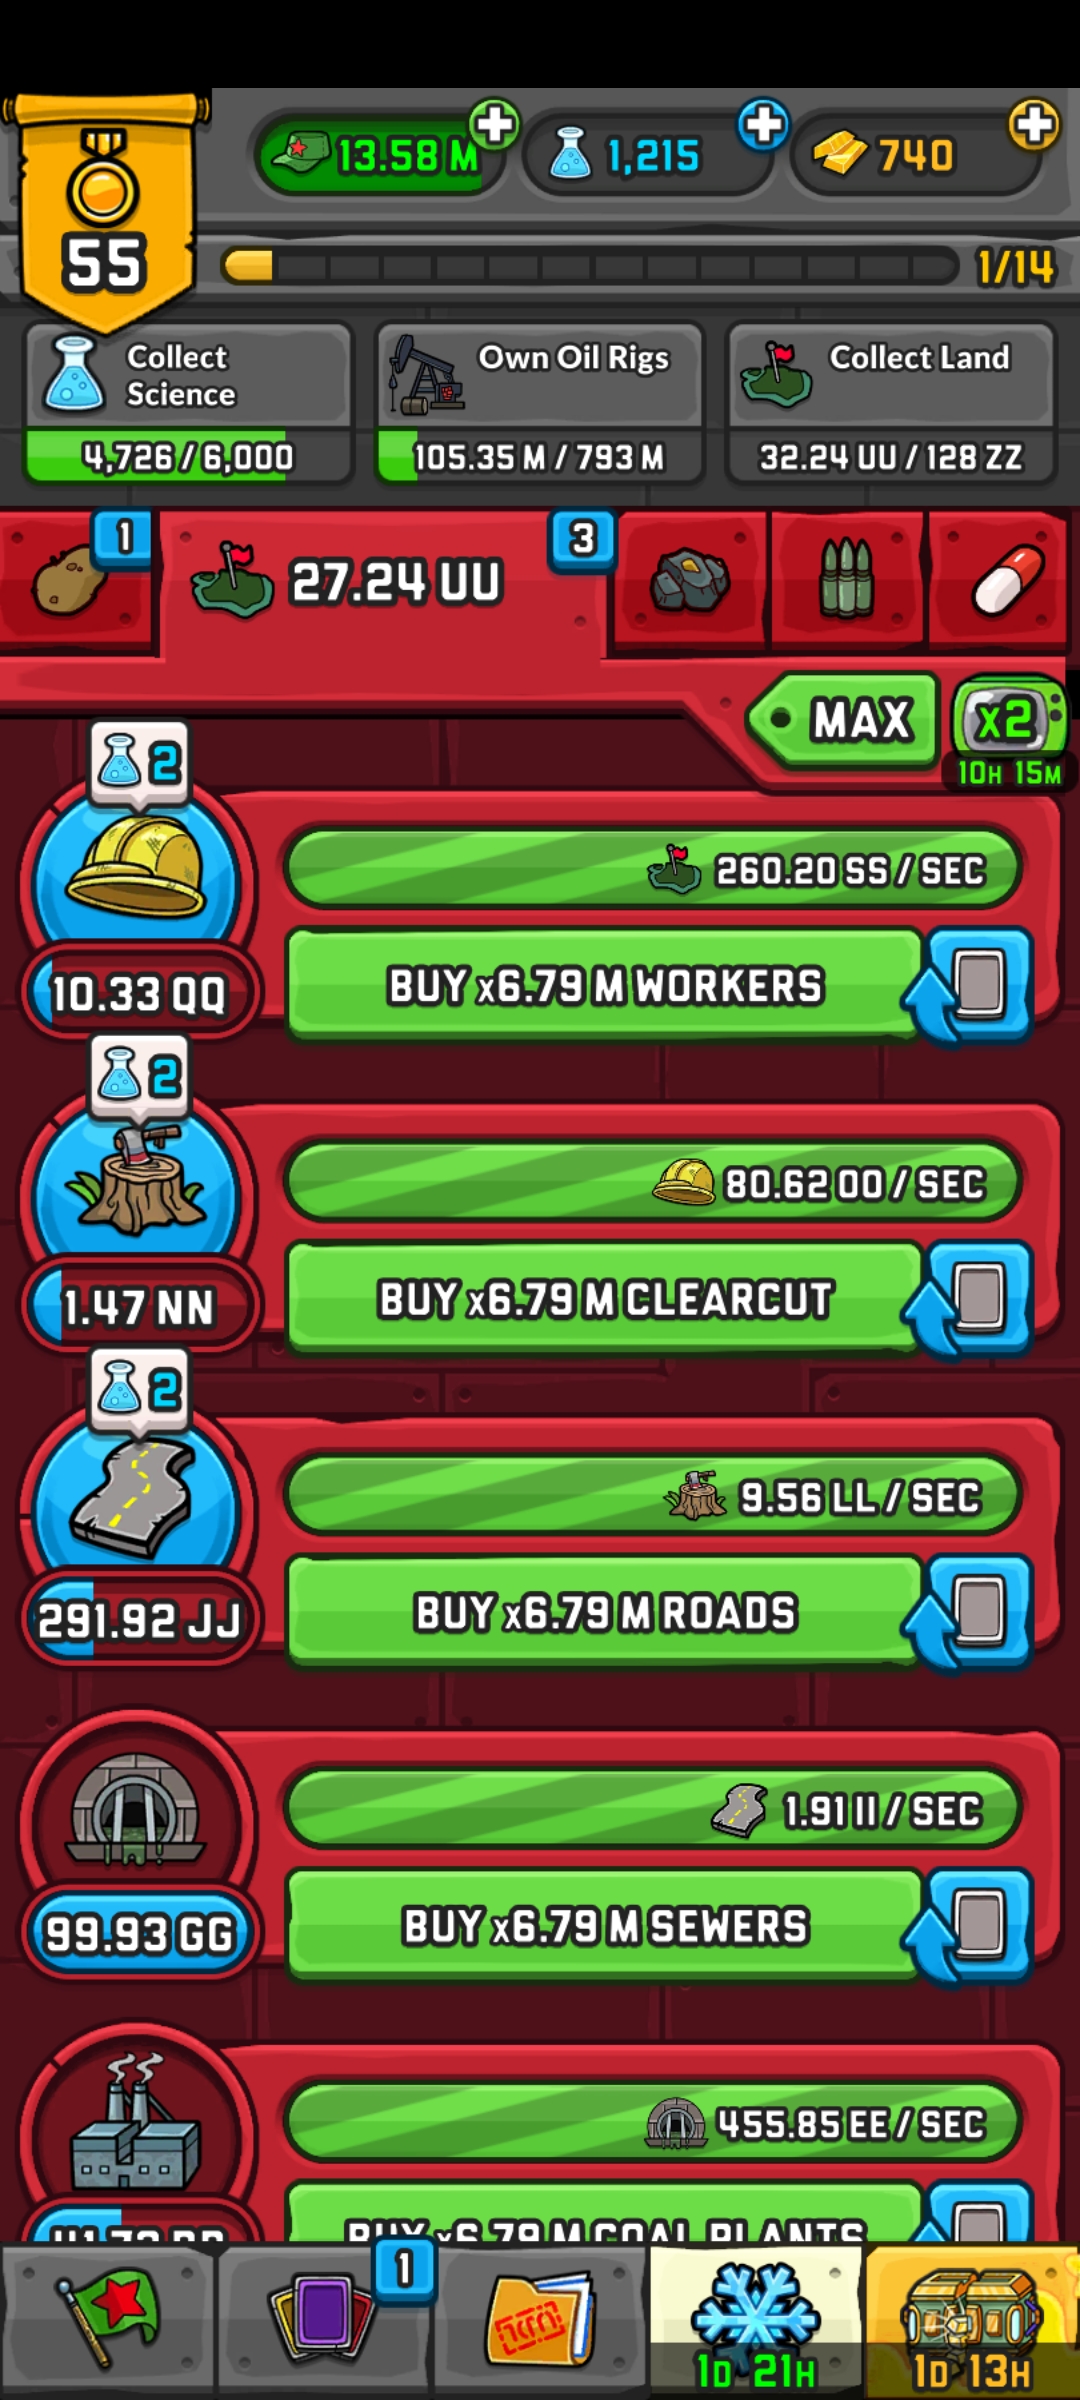 13.58 M
1,215
740
55
1/14
Collect Science
4,726 / 6,000
Own Oil Rigs
105.35 M / 793 M
Collect Land
32.24 UU / 128 ZZ
1
27.24 UU
3
MAX
x2
10H 15M
2
260.20 SS / SEC
10.33 QQ
BUY x6.79 M WORKERS
2
80.62 OO / SEC
1.47 NN
BUY x6.79 M CLEARCUT
2
9.56 LL / SEC
291.92 JJ
BUY x6.79 M ROADS
1.91 II / SEC
99.93 GG
BUY x6.79 M SEWERS
455.85 EE / SEC
BUY x6.79 M COAL PLANTS
1
1D 21H
1D 13H